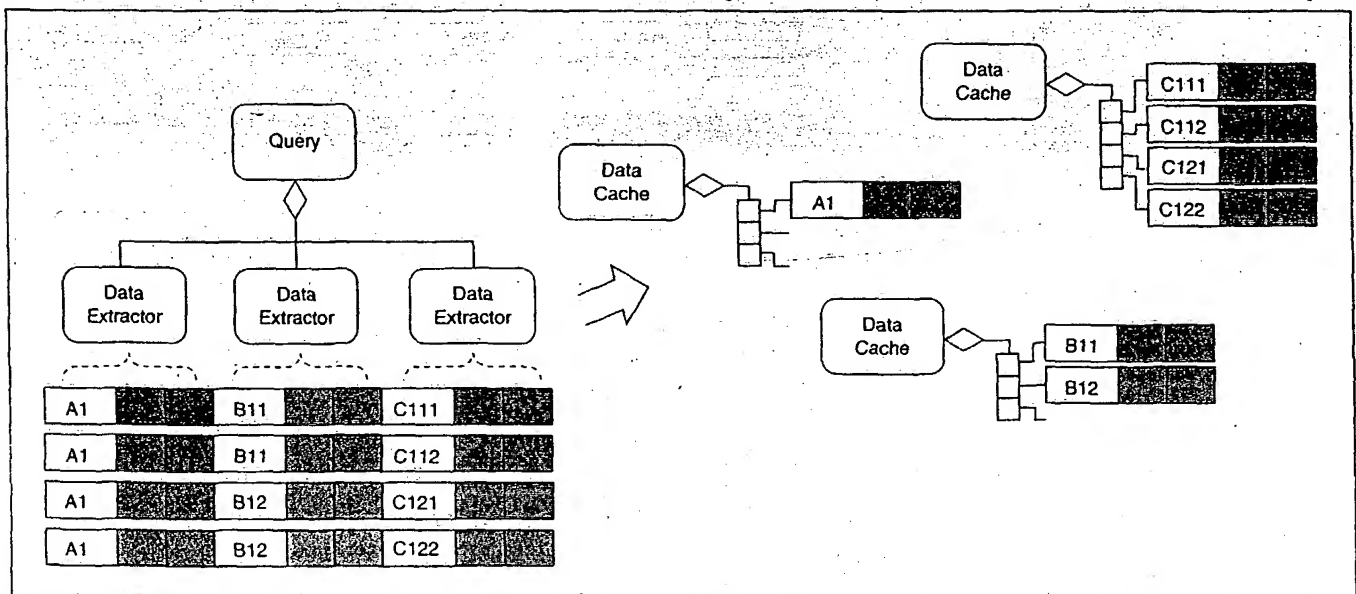 Query
Data
Extractor
Data
Extractor
Data
Extractor
A1 B11 C111
A1 B11 C112
A1 B12 C121
A1 B12 C122
Data
Cache
A1
Data
Cache
C111
C112
C121
C122
Data
Cache
B11
B12